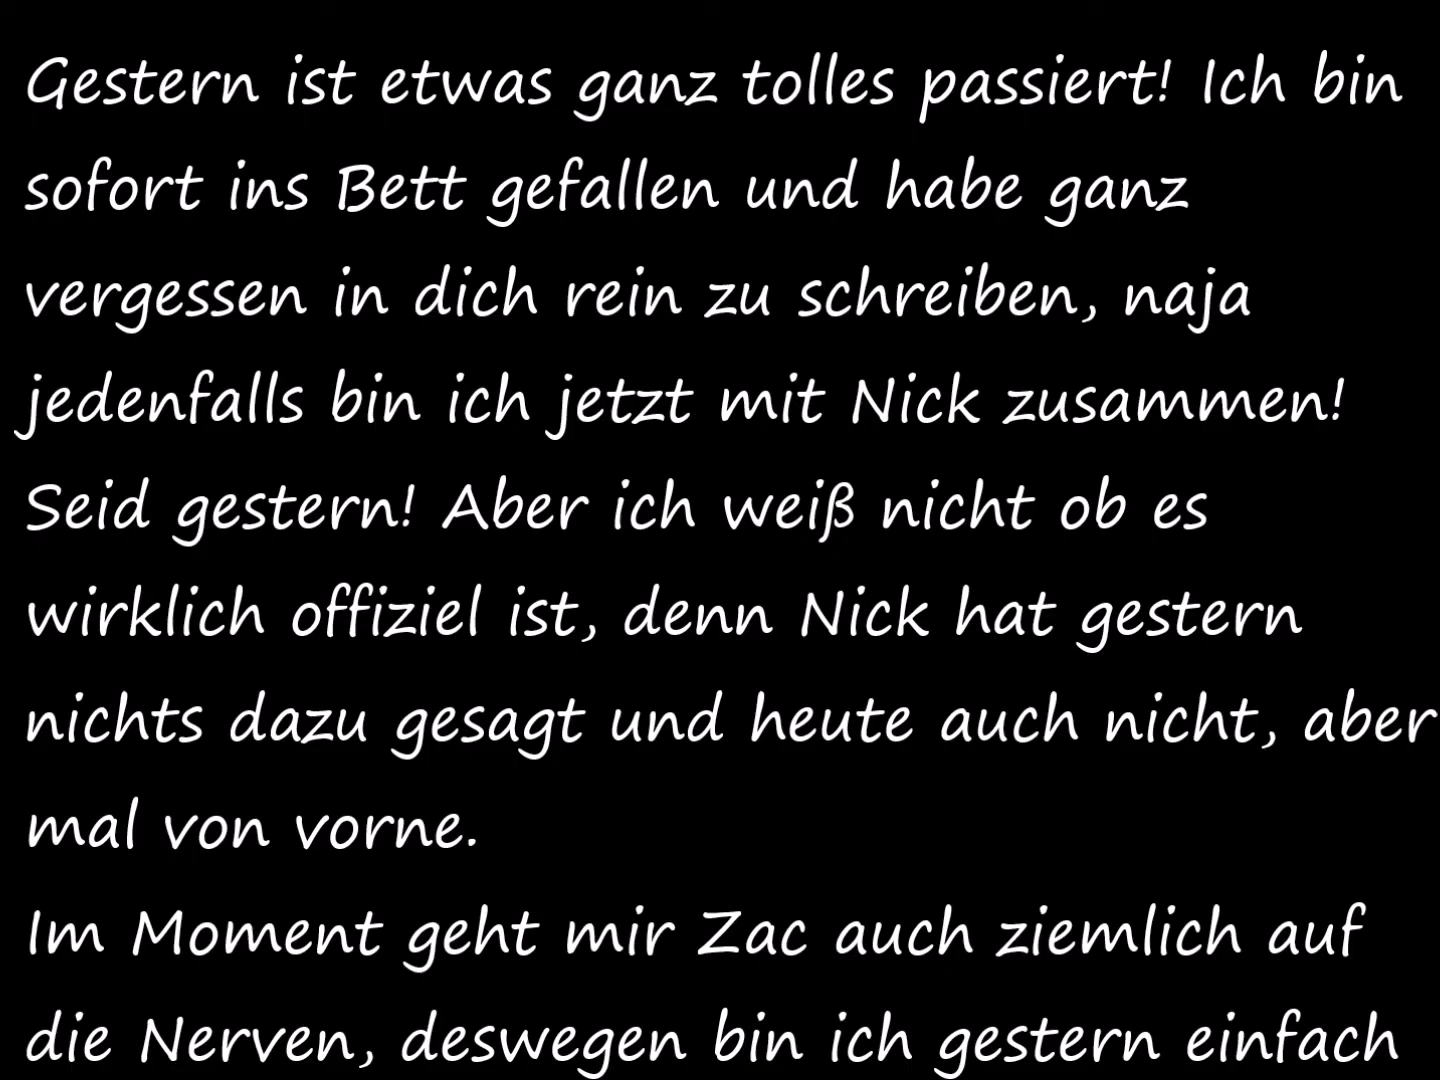 Gestern ist etwas ganz tolles passiert! Ich bin
sofort ins Bett gefallen und habe ganz
vergessen in dich rein zu schreiben, naja
jedenfalls bin ich jetzt mit Nick zusammen!
Seid gestern! Aber ich weiß nicht ob es
wirklich offiziel ist, denn Nick hat gestern
nichts dazu gesagt und heute auch nicht, aber
mal von vorne.
Im Moment geht mir Zac auch ziemlich auf
die Nerven, deswegen bin ich gestern einfach